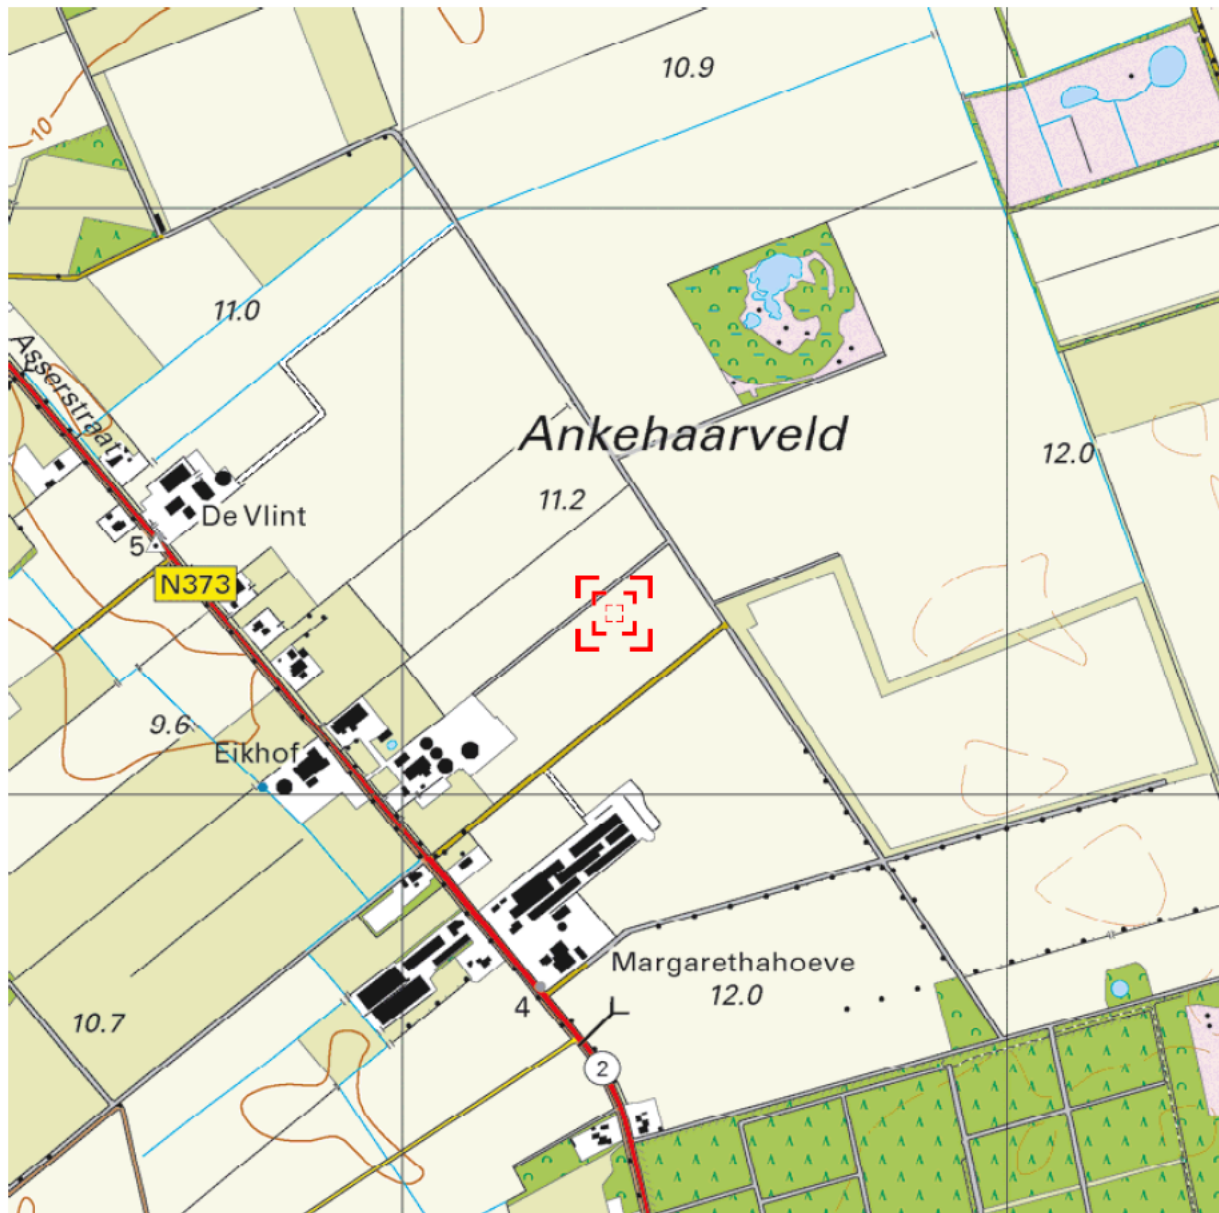 10.9
10
11.0
Asserstraat
Ankehaarveld
12.0
11.2
De Vlint
5
N373
9.6
Eikhof
Margarethahoeve
12.0
4
10.7
2